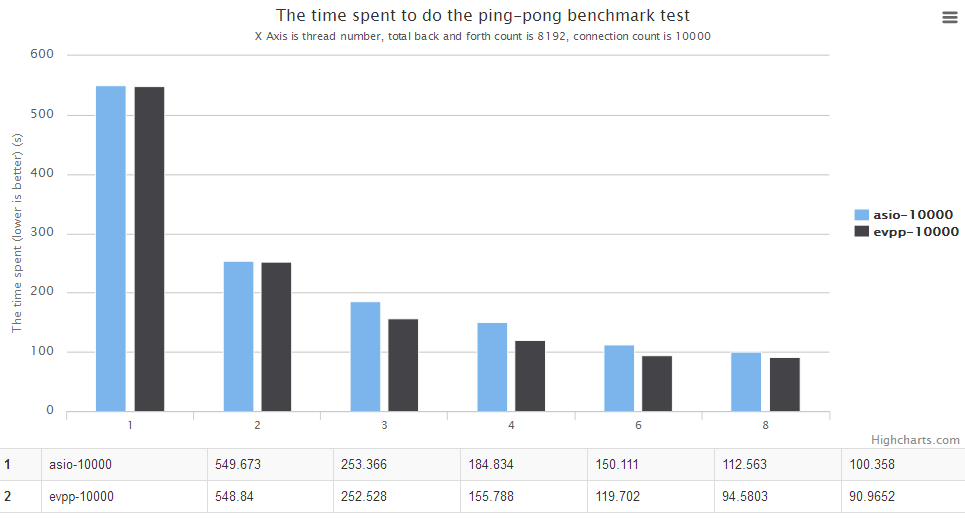 The time spent to do the ping-pong benchmark test
X Axis is thread number, total back and forth count is 8192, connection count is 10000
The time spent (lower is better) (s)
600
500
400
300
200
100
0
1 2 3 4 6 8
asio-10000
evpp-10000
Highcharts.com
1 asio-10000 549.673 253.366 184.834 150.111 112.563 100.358
2 evpp-10000 548.84 252.528 155.788 119.702 94.5803 90.9652